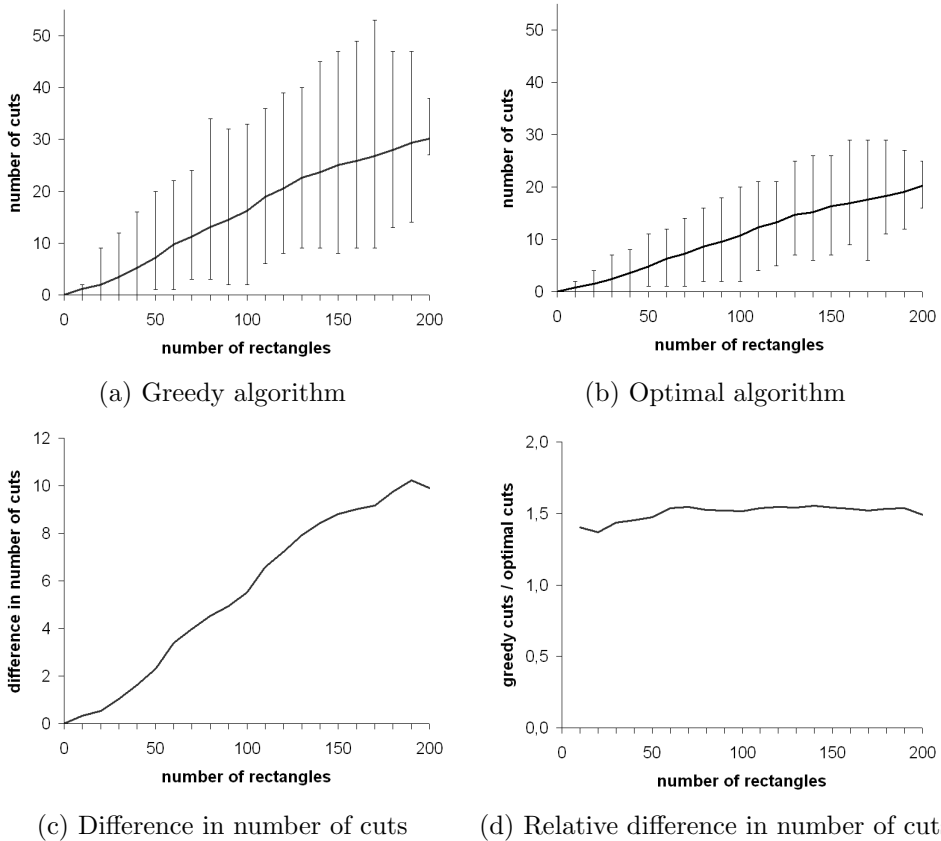 50
40
30
20
10
0
number of cuts
0 50 100 150 200
number of rectangles
(a) Greedy algorithm
50
40
30
20
10
0
number of cuts
0 50 100 150 200
number of rectangles
(b) Optimal algorithm
12
10
8
6
4
2
0
difference in number of cuts
0 50 100 150 200
number of rectangles
(c) Difference in number of cuts
2,0
1,5
1,0
0,5
0,0
greedy cuts / optimal cuts
0 50 100 150 200
number of rectangles
(d) Relative difference in number of cut